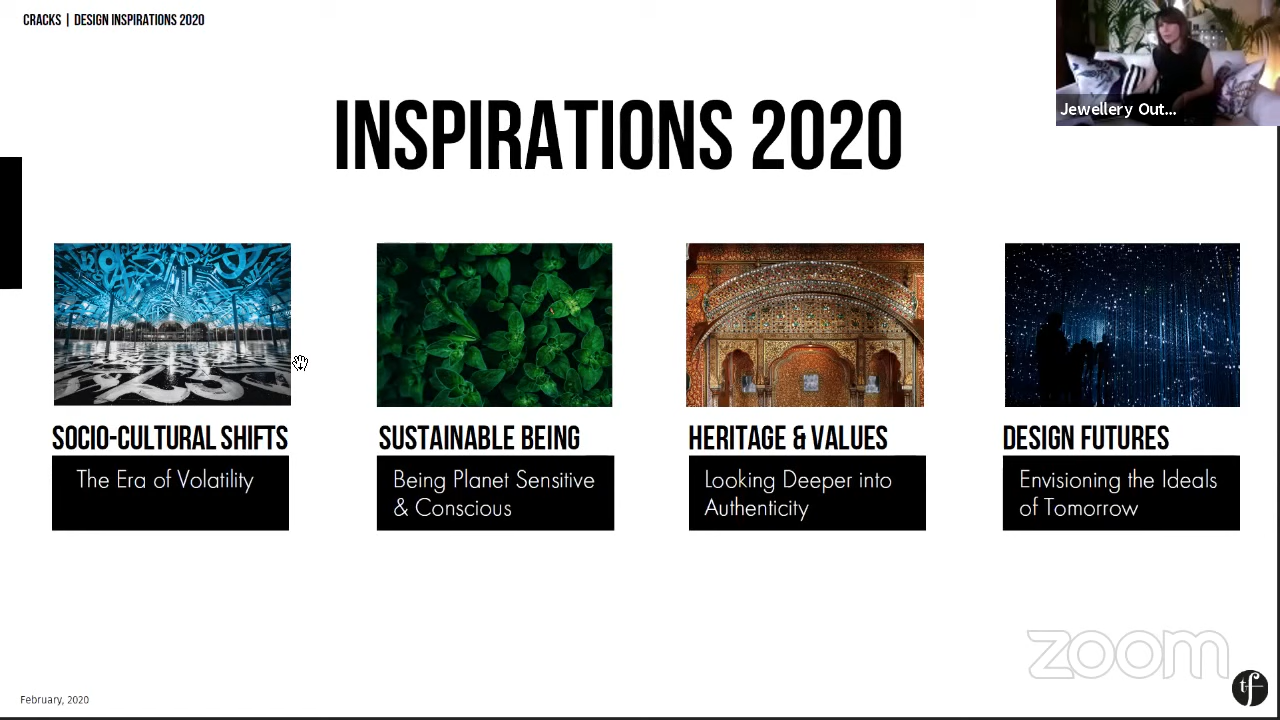 CRACKS | DESIGN INSPIRATIONS 2020
Jewellery Out...
INSPIRATIONS 2020
SOCIO-CULTURAL SHIFTS
The Era of Volatility
SUSTAINABLE BEING
Being Planet Sensitive
& Conscious
HERITAGE & VALUES
Looking Deeper into
Authenticity
DESIGN FUTURES
Envisioning the Ideals
of Tomorrow
zoom
tf
February, 2020